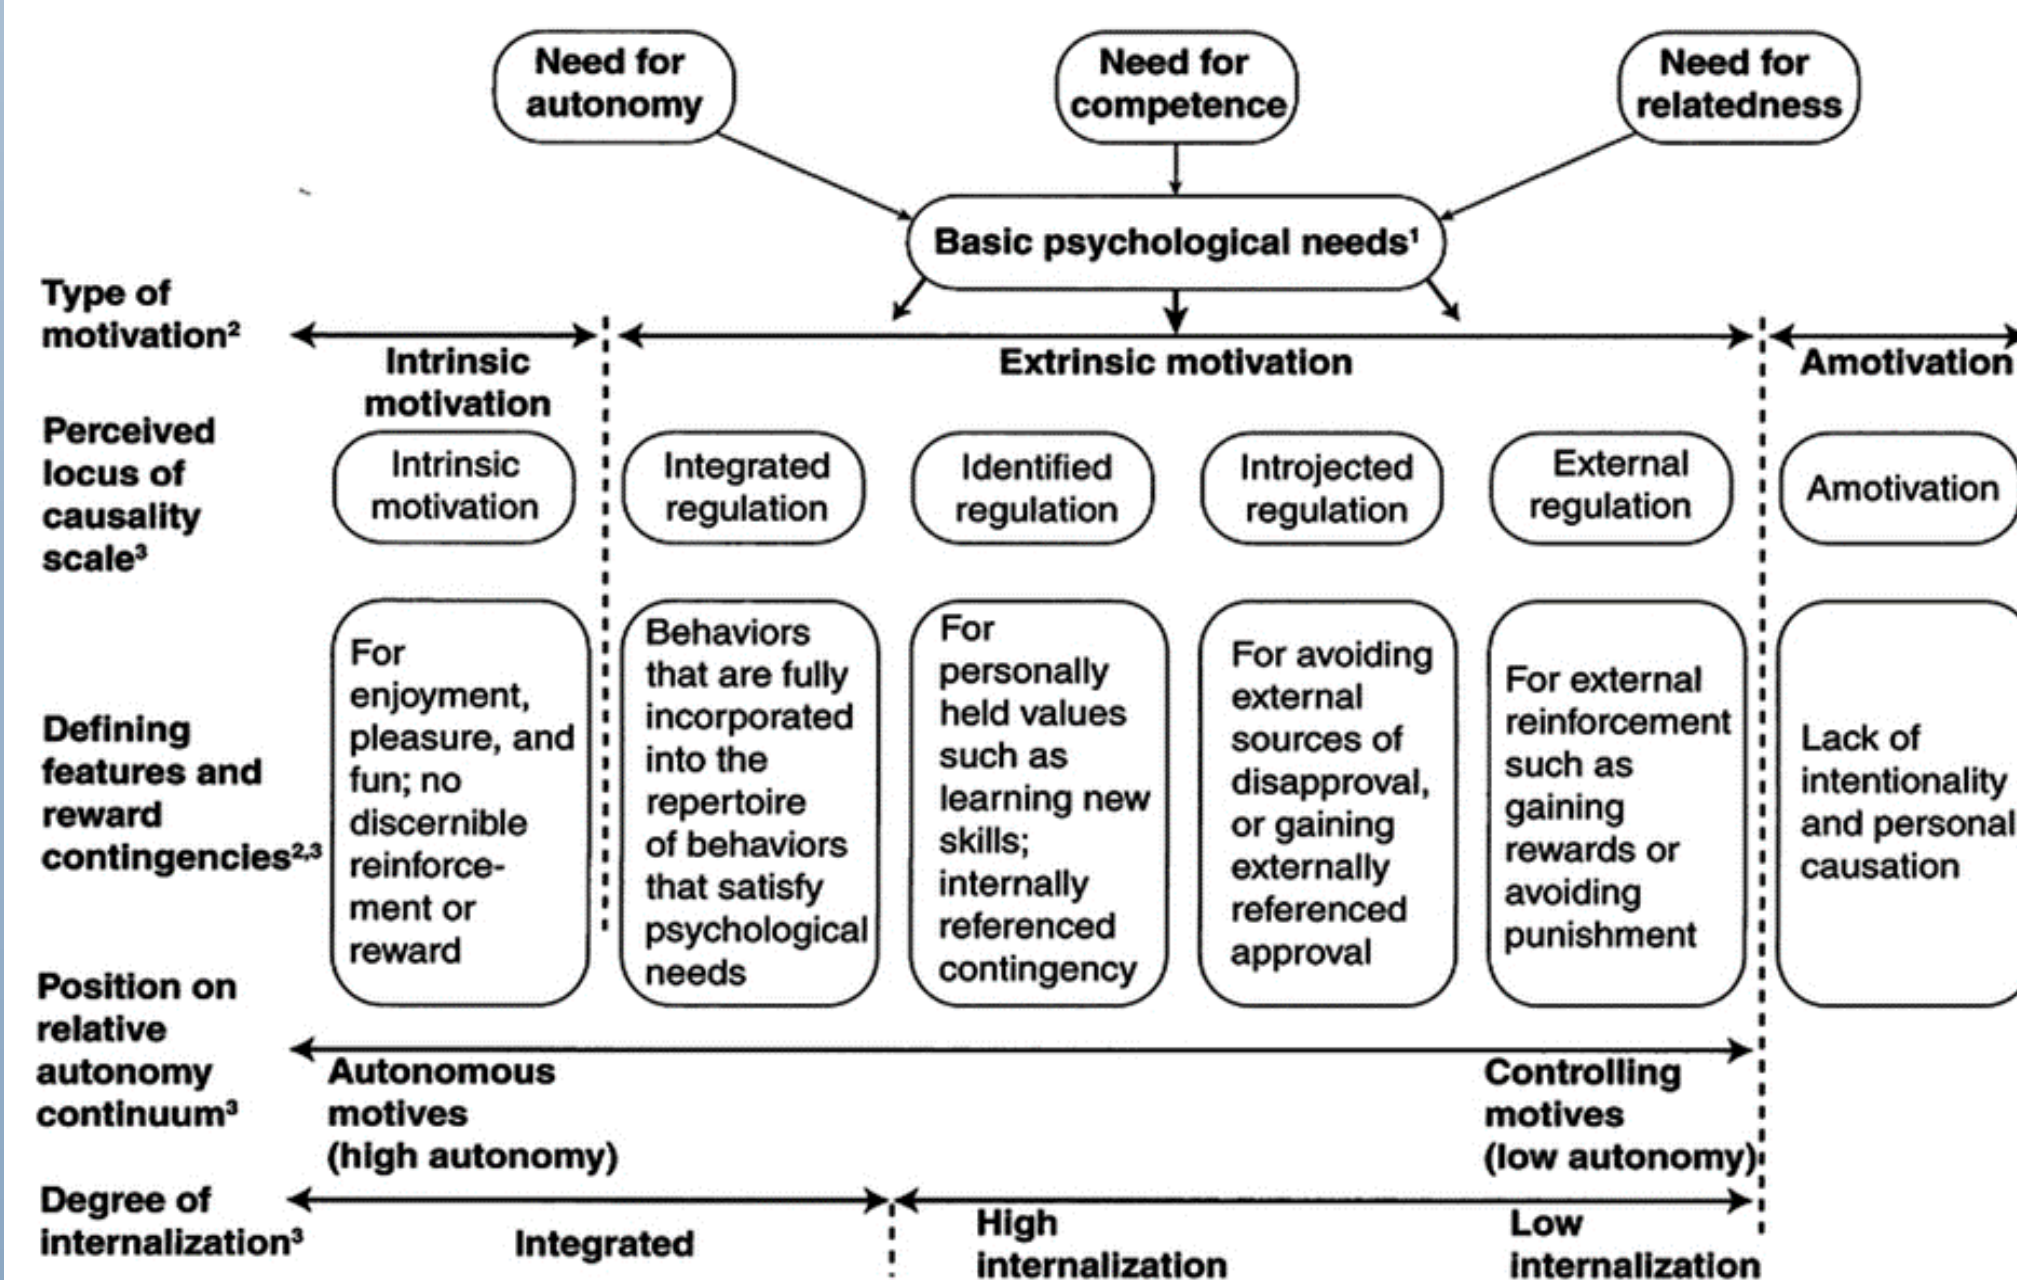 Need for
autonomy
Need for
competence
Need for
relatedness
Basic psychological needs¹
Type of
motivation²
Intrinsic
motivation
Extrinsic motivation
Amotivation
Perceived
locus of
causality
scale³
Intrinsic
motivation
Integrated
regulation
Identified
regulation
Introjected
regulation
External
regulation
Amotivation
Defining
features and
reward
contingencies²,³
For
enjoyment,
pleasure, and
fun; no
discernible
reinforce-
ment or
reward
Behaviors
that are fully
incorporated
into the
repertoire
of behaviors
that satisfy
psychological
needs
For
personally
held values
such as
learning new
skills;
internally
referenced
contingency
For avoiding
external
sources of
disapproval,
or gaining
externally
referenced
approval
For external
reinforcement
such as
gaining
rewards or
avoiding
punishment
Lack of
intentionality
and personal
causation
Position on
relative
autonomy
continuum³
Autonomous
motives
(high autonomy)
Controlling
motives
(low autonomy)
Degree of
internalization³
Integrated
High
internalization
Low
internalization